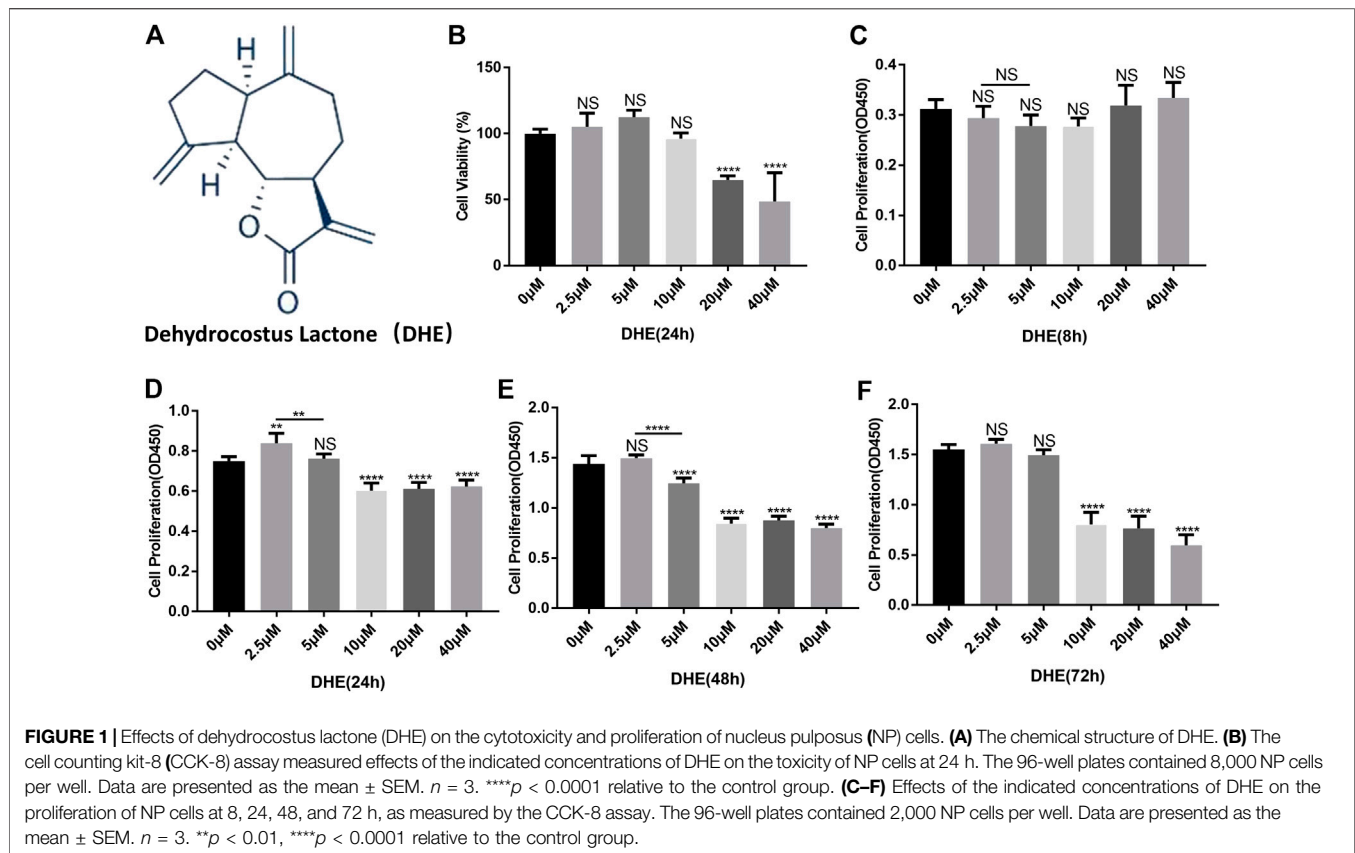 A
H
H
O
O
Dehydrocostus Lactone (DHE)
B
Cell Viability (%)
150
100
50
0
NS
NS
NS
****
****
0μM
2.5μM
5μM
10μM
20μM
40μM
DHE(24h)
C
Cell Proliferation(OD450)
0.4
0.3
0.2
0.1
0.0
NS
NS
NS
NS
NS
NS
0μM
2.5μM
5μM
10μM
20μM
40μM
DHE(8h)
D
Cell Proliferation(OD450)
1.0
0.8
0.6
0.4
0.2
0.0
**
**
NS
****
****
****
0μM
2.5μM
5μM
10μM
20μM
40μM
DHE(24h)
E
Cell Proliferation(OD450)
2.0
1.5
1.0
0.5
0.0
****
NS
****
****
****
****
0μM
2.5μM
5μM
10μM
20μM
40μM
DHE(48h)
F
Cell Proliferation(OD450)
2.0
1.5
1.0
0.5
0.0
NS
NS
****
****
****
0μM
2.5μM
5μM
10μM
20μM
40μM
DHE(72h)
FIGURE 1 | Effects of dehydrocostus lactone (DHE) on the cytotoxicity and proliferation of nucleus pulposus (NP) cells. (A) The chemical structure of DHE. (B) The
cell counting kit-8 (CCK-8) assay measured effects of the indicated concentrations of DHE on the toxicity of NP cells at 24 h. The 96-well plates contained 8,000 NP cells
per well. Data are presented as the mean ± SEM. n = 3. ****p < 0.0001 relative to the control group. (C–F) Effects of the indicated concentrations of DHE on the
proliferation of NP cells at 8, 24, 48, and 72 h, as measured by the CCK-8 assay. The 96-well plates contained 2,000 NP cells per well. Data are presented as the
mean ± SEM. n = 3. **p < 0.01, ****p < 0.0001 relative to the control group.